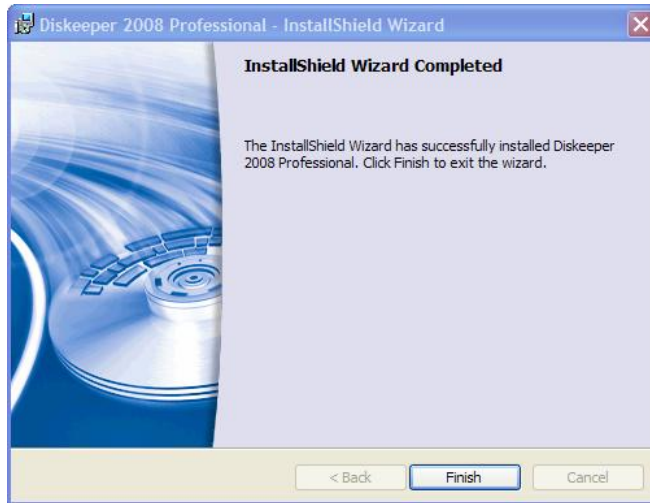 Diskeeper 2008 Professional - InstallShield Wizard
InstallShield Wizard Completed
The InstallShield Wizard has successfully installed Diskeeper
2008 Professional. Click Finish to exit the wizard.
< Back Finish Cancel